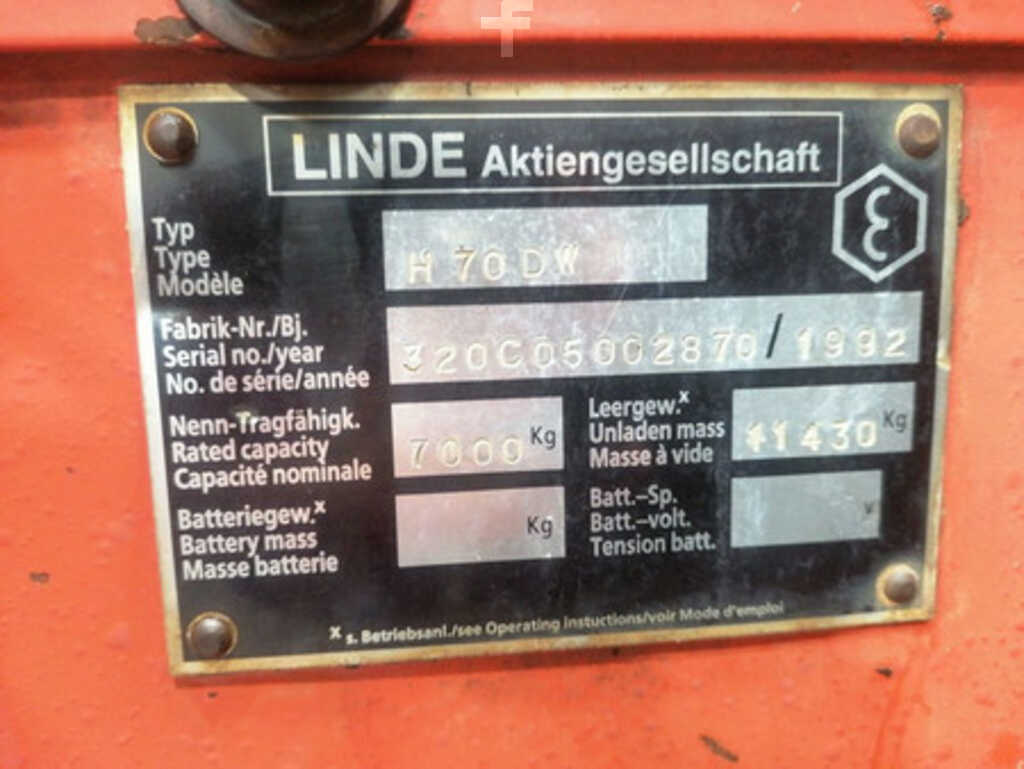 LINDE Aktiengesellschaft
Typ
Type
Modèle
H 70 DW
Fabrik-Nr./Bj.
Serial no./year
No. de série/année
320C05002870 / 1992
Nenn-Tragfähigk.
Rated capacity
Capacité nominale
7000 Kg
Leergew.x
Unladen mass
Masse à vide
11430 Kg
Batteriegew.x
Battery mass
Masse batterie
Kg
Batt.-Sp.
Batt.-volt.
Tension batt.
v
x s. Betriebsanl./see Operating Instuctions/voir Mode d'emploi